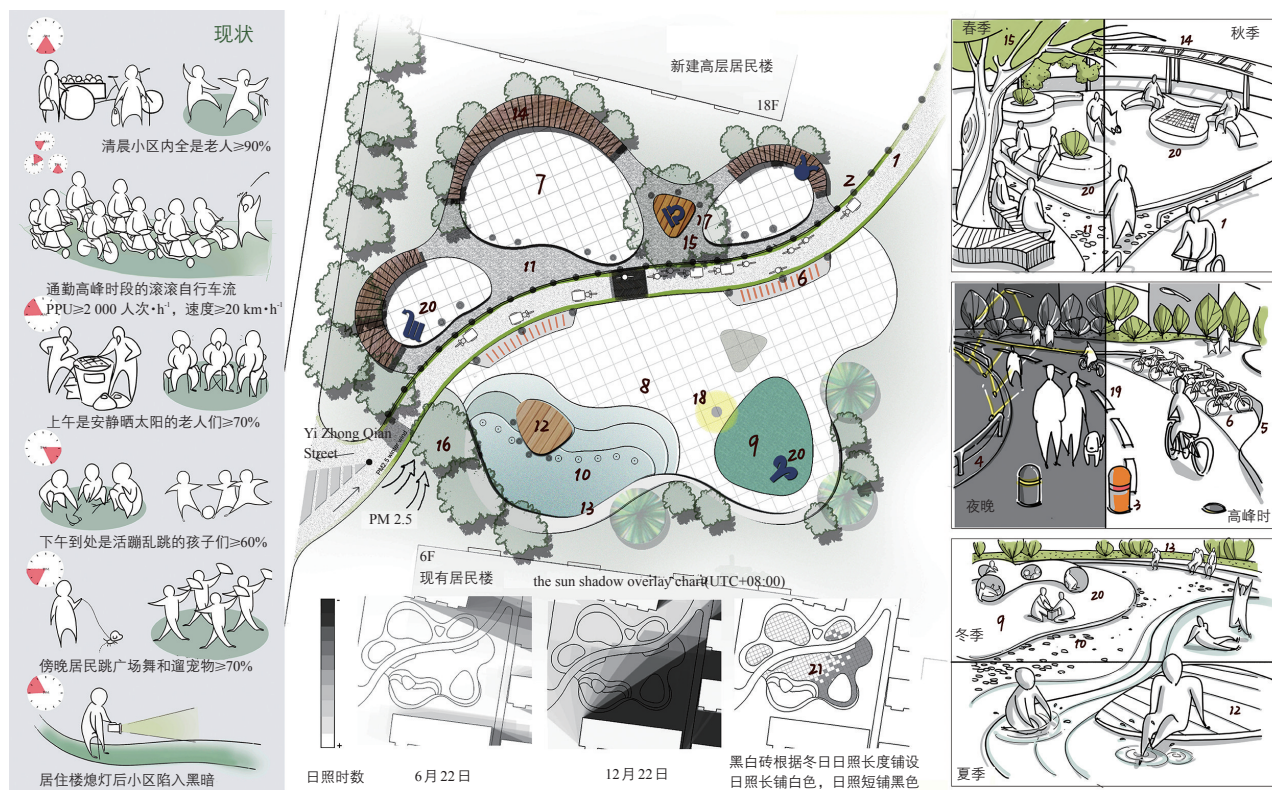 现状
清晨小区内全是老人≥90%
通勤高峰时段的滚滚自行车流
PPU≥2 000 人次·h⁻¹，速度≥20 km·h⁻¹
上午是安静晒太阳的老人们≥70%
下午到处是活蹦乱跳的孩子们≥60%
傍晚居民跳广场舞和遛宠物≥70%
居住楼熄灯后小区陷入黑暗
新建高层居民楼
18F
14
7
1
2
17
15
11
6
20
8
18
12
9
20
16
10
13
Yi Zhong Qian
Street
PM2.5 winter wind
PM 2.5
6F
现有居民楼
the sun shadow overlay chart(UTC+08:00)
-
+
日照时数
6月22日
12月22日
21
黑白砖根据冬日日照长度铺设
日照长铺白色，日照短铺黑色
春季
15
14
秋季
20
20
11
1
19
6
5
4
3
夜晚
高峰时
13
20
9
10
冬季
12
夏季